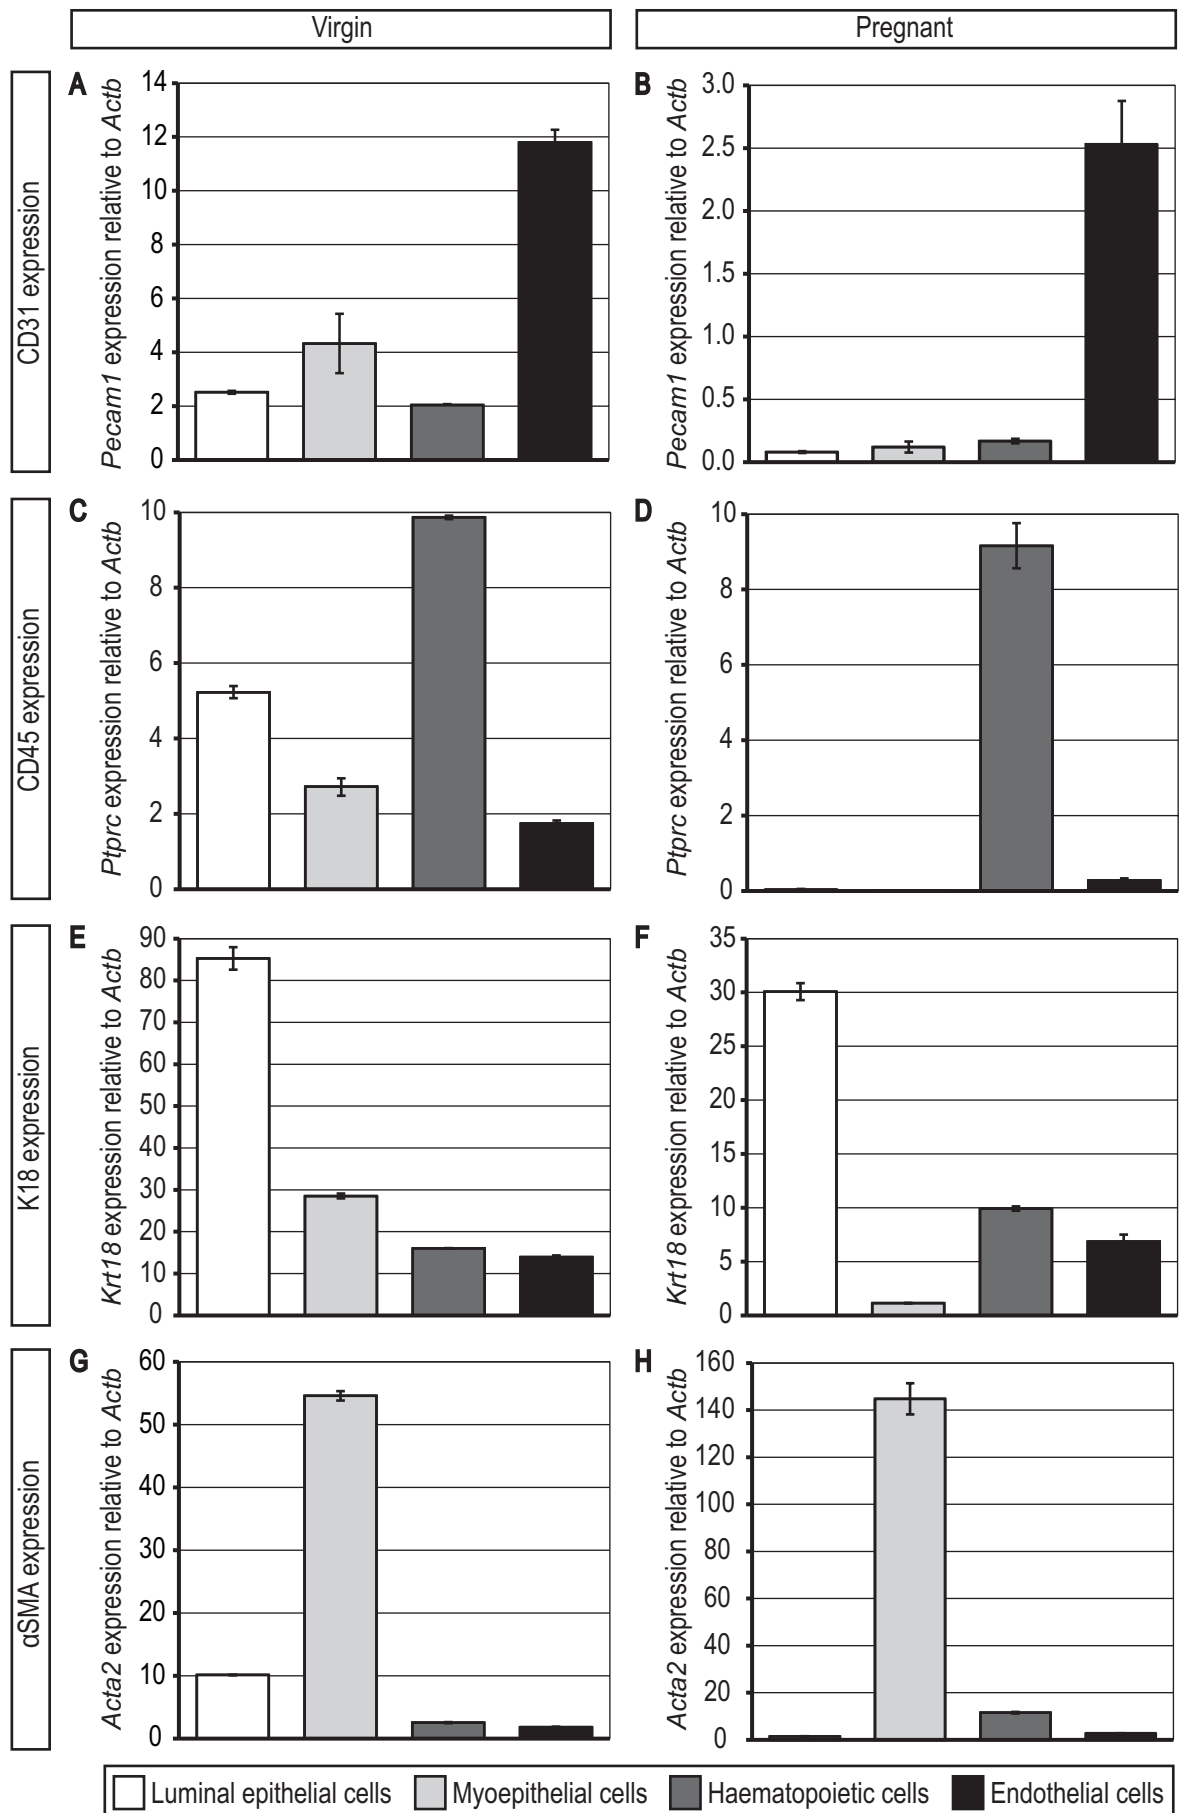 Virgin
Pregnant
CD31 expression
A
Pecam1 expression relative to Actb
14
12
10
8
6
4
2
0
B
Pecam1 expression relative to Actb
3.0
2.5
2.0
1.5
1.0
0.5
0.0
CD45 expression
C
Ptprc expression relative to Actb
10
8
6
4
2
0
D
Ptprc expression relative to Actb
10
8
6
4
2
0
K18 expression
E
Krt18 expression relative to Actb
90
80
70
60
50
40
30
20
10
0
F
Krt18 expression relative to Actb
35
30
25
20
15
10
5
0
αSMA expression
G
Acta2 expression relative to Actb
60
50
40
30
20
10
0
H
Acta2 expression relative to Actb
160
140
120
100
80
60
40
20
0
Luminal epithelial cells Myoepithelial cells Haematopoietic cells Endothelial cells